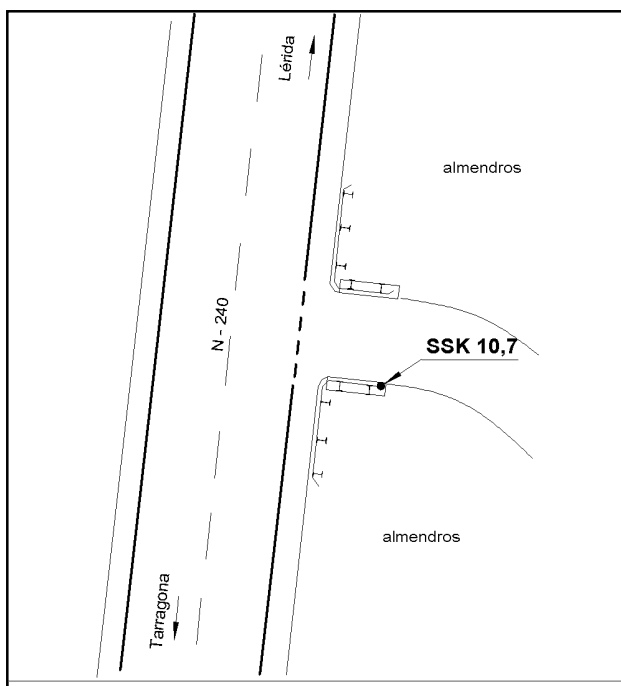 Lérida
almendros
N - 240
SSK 10,7
almendros
Tarragona